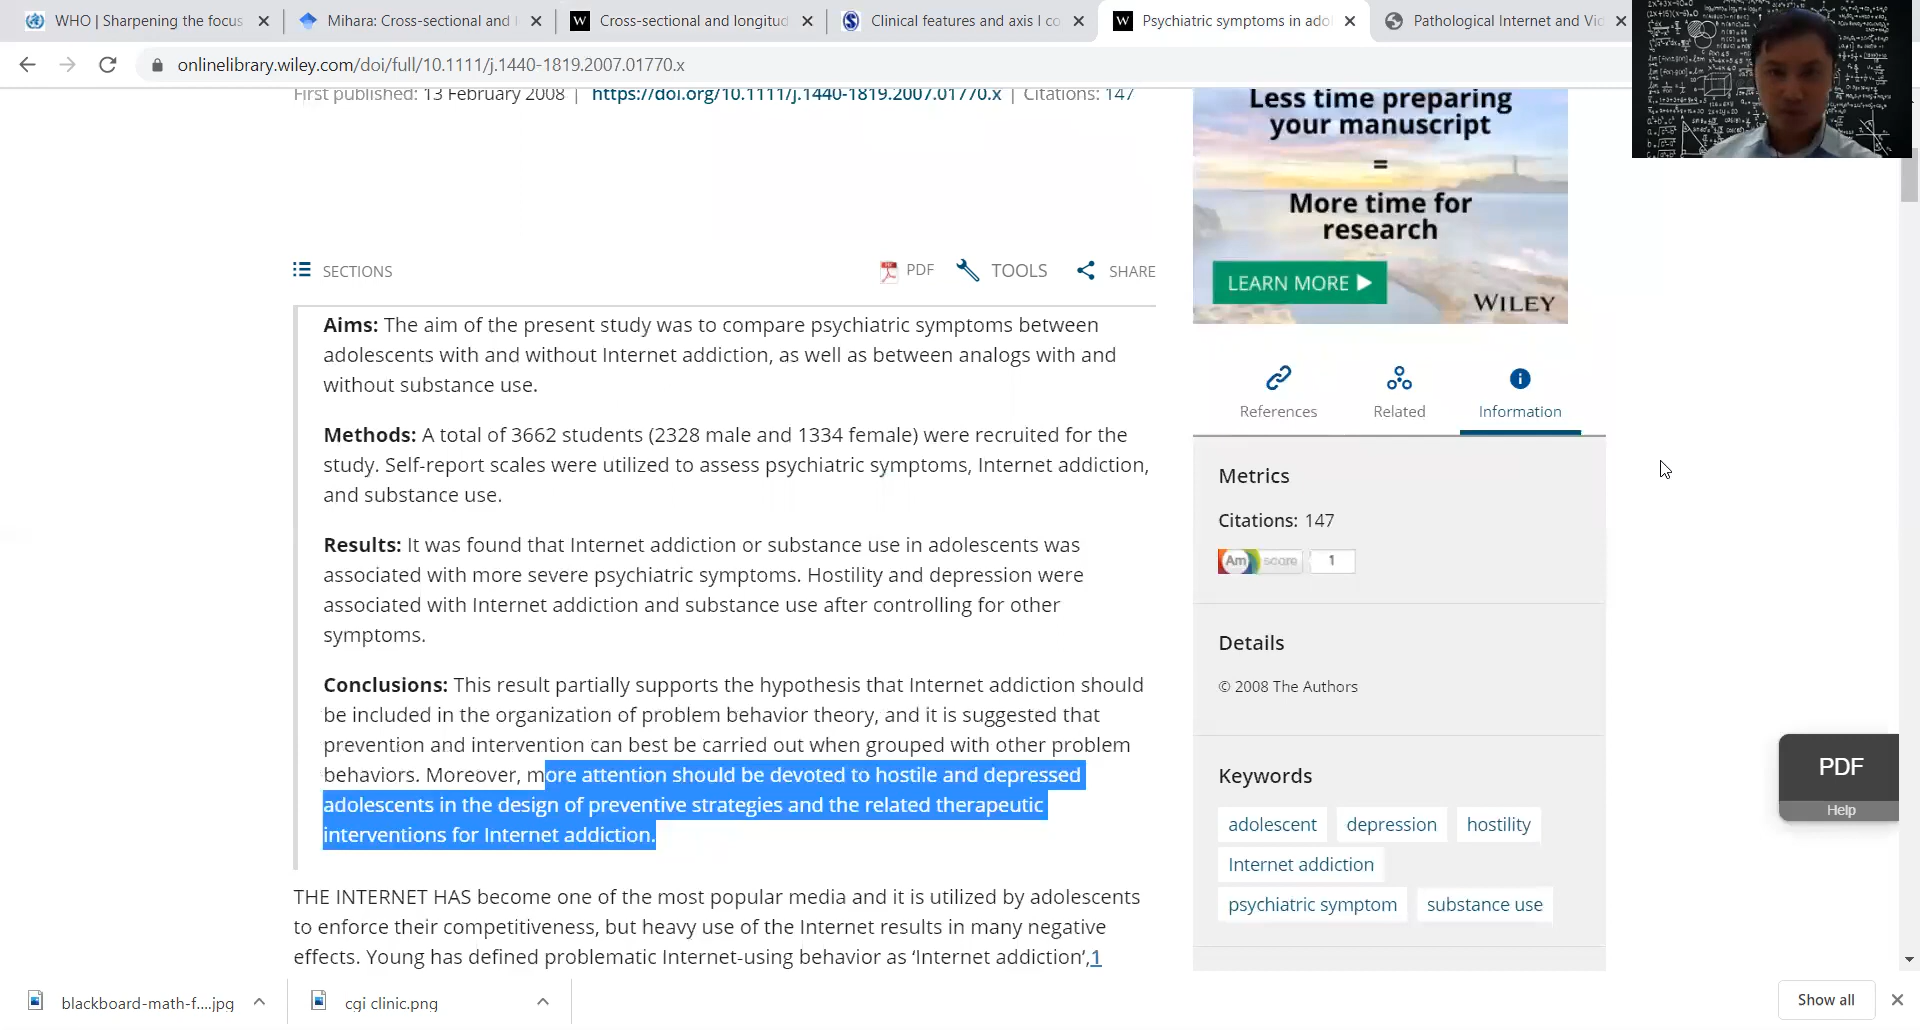 WHO | Sharpening the focus
Mihara: Cross-sectional and
Cross-sectional and longitud
Clinical features and axis I co
Psychiatric symptoms in adol
Pathological Internet and Vid
onlinelibrary.wiley.com/doi/full/10.1111/j.1440-1819.2007.01770.x
First published: 13 February 2008 | https://doi.org/10.1111/j.1440-1819.2007.01770.x | Citations: 147
SECTIONS
PDF TOOLS SHARE
Aims: The aim of the present study was to compare psychiatric symptoms between
adolescents with and without Internet addiction, as well as between analogs with and
without substance use.
Methods: A total of 3662 students (2328 male and 1334 female) were recruited for the
study. Self-report scales were utilized to assess psychiatric symptoms, Internet addiction,
and substance use.
Results: It was found that Internet addiction or substance use in adolescents was
associated with more severe psychiatric symptoms. Hostility and depression were
associated with Internet addiction and substance use after controlling for other
symptoms.
Conclusions: This result partially supports the hypothesis that Internet addiction should
be included in the organization of problem behavior theory, and it is suggested that
prevention and intervention can best be carried out when grouped with other problem
behaviors. Moreover, more attention should be devoted to hostile and depressed
adolescents in the design of preventive strategies and the related therapeutic
interventions for Internet addiction.
THE INTERNET HAS become one of the most popular media and it is utilized by adolescents
to enforce their competitiveness, but heavy use of the Internet results in many negative
effects. Young has defined problematic Internet-using behavior as ‘Internet addiction’,1
Less time preparing
your manuscript
=
More time for
research
LEARN MORE
WILEY
References
Related
Information
Metrics
Citations: 147
Am score 1
Details
© 2008 The Authors
Keywords
adolescent depression hostility
Internet addiction
psychiatric symptom substance use
PDF
Help
blackboard-math-f....jpg
cgi clinic.png
Show all